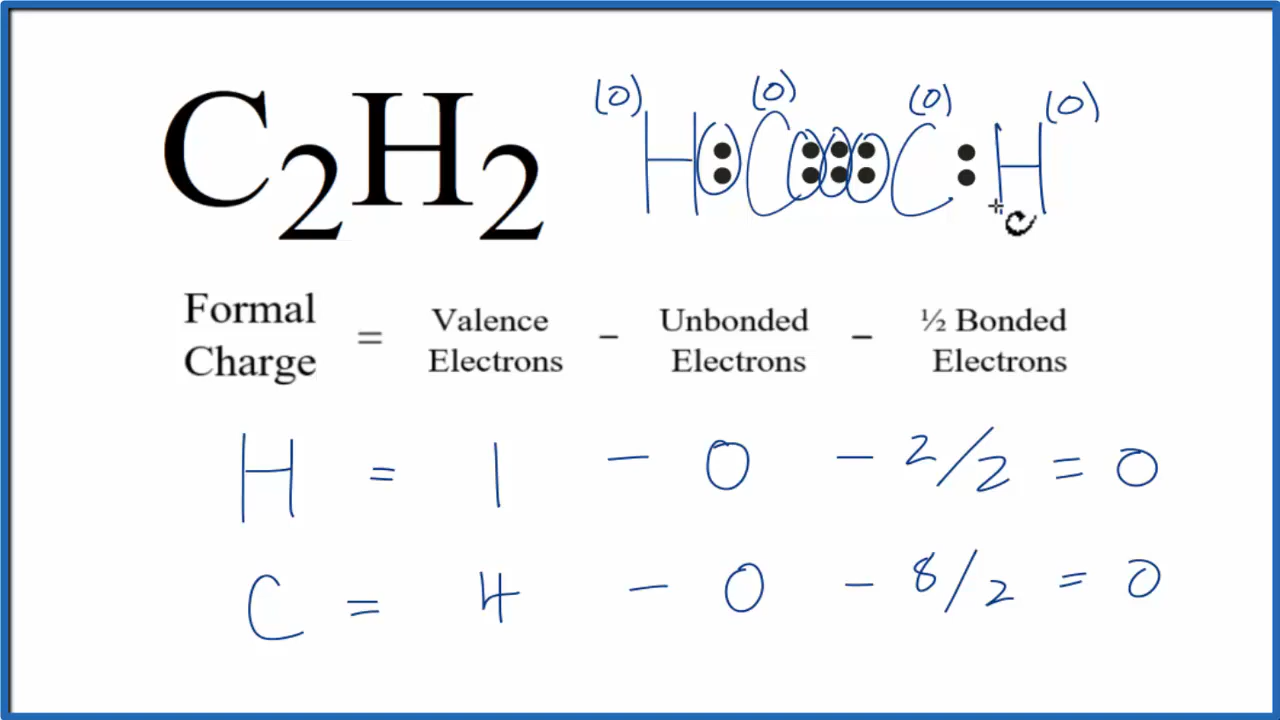 C2H2
(0) (0) (0) (0)
H:C:::C:H
Formal Charge = Valence Electrons − Unbonded Electrons − ½ Bonded Electrons
H = 1 − 0 − 2/2 = 0
C = 4 − 0 − 8/2 = 0